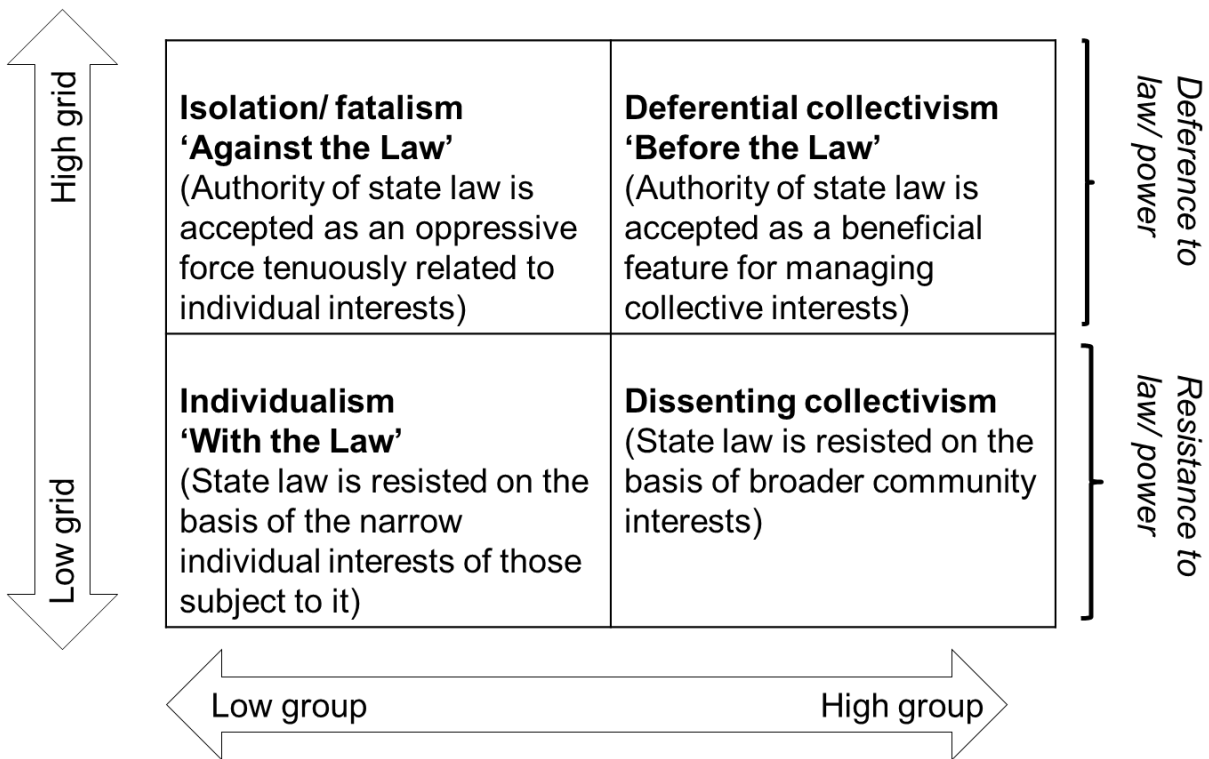 High grid
Low grid
Isolation/ fatalism
‘Against the Law’
(Authority of state law is
accepted as an oppressive
force tenuously related to
individual interests)
Deferential collectivism
‘Before the Law’
(Authority of state law is
accepted as a beneficial
feature for managing
collective interests)
Deference to
law/ power
Individualism
‘With the Law’
(State law is resisted on the
basis of the narrow
individual interests of those
subject to it)
Dissenting collectivism
(State law is resisted on the
basis of broader community
interests)
Resistance to
law/ power
Low group
High group